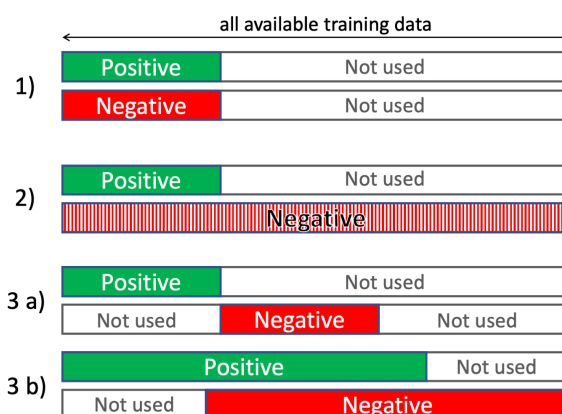 all available training data
1)
Positive Not used
Negative Not used
2)
Positive Not used
Negative
3 a)
Positive Not used
Not used Negative Not used
3 b)
Positive Not used
Not used Negative